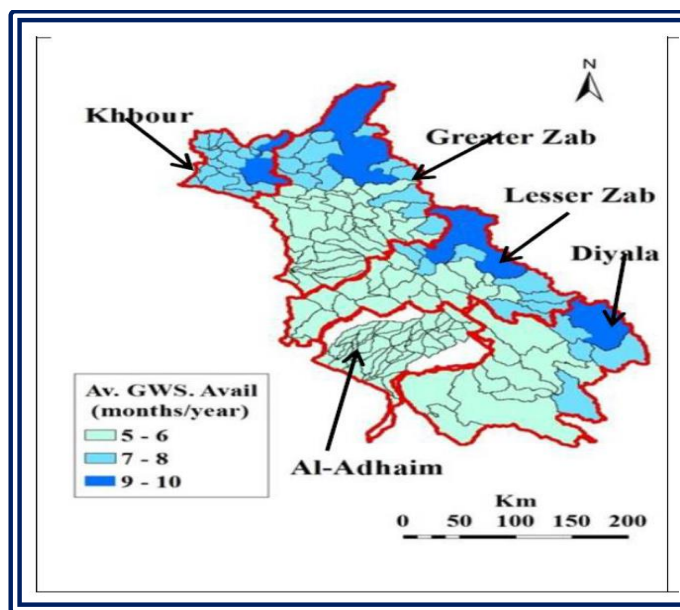 N
Khbour
Greater Zab
Lesser Zab
Diyala
Av. GWS. Avail
(months/year)
5 - 6
7 - 8
9 - 10
Al-Adhaim
Km
0 50 100 150 200